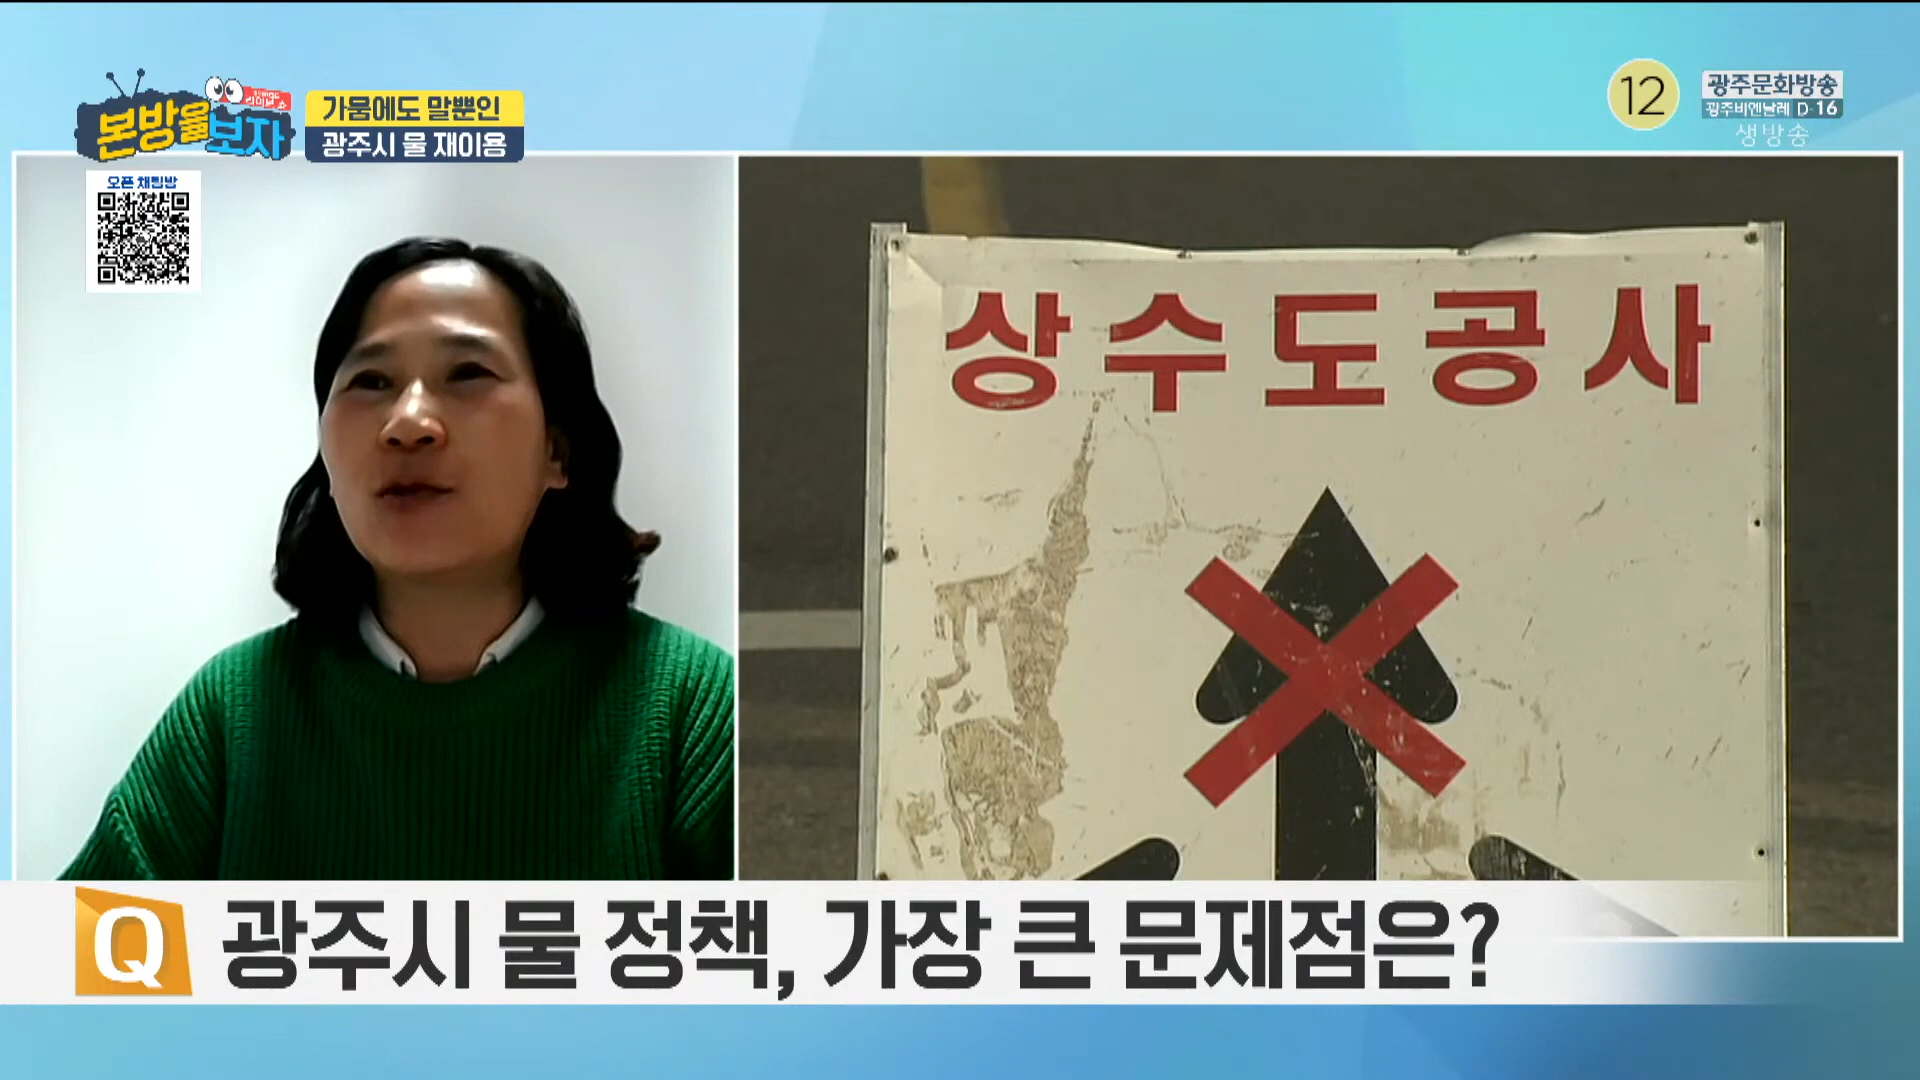 본방을
보자
가뭄에도 말뿐인
광주시 물 재이용
12
광주문화방송
광주비엔날레 D-16
생방송
오픈 채팅방
상수도공사
Q 광주시 물 정책, 가장 큰 문제점은?